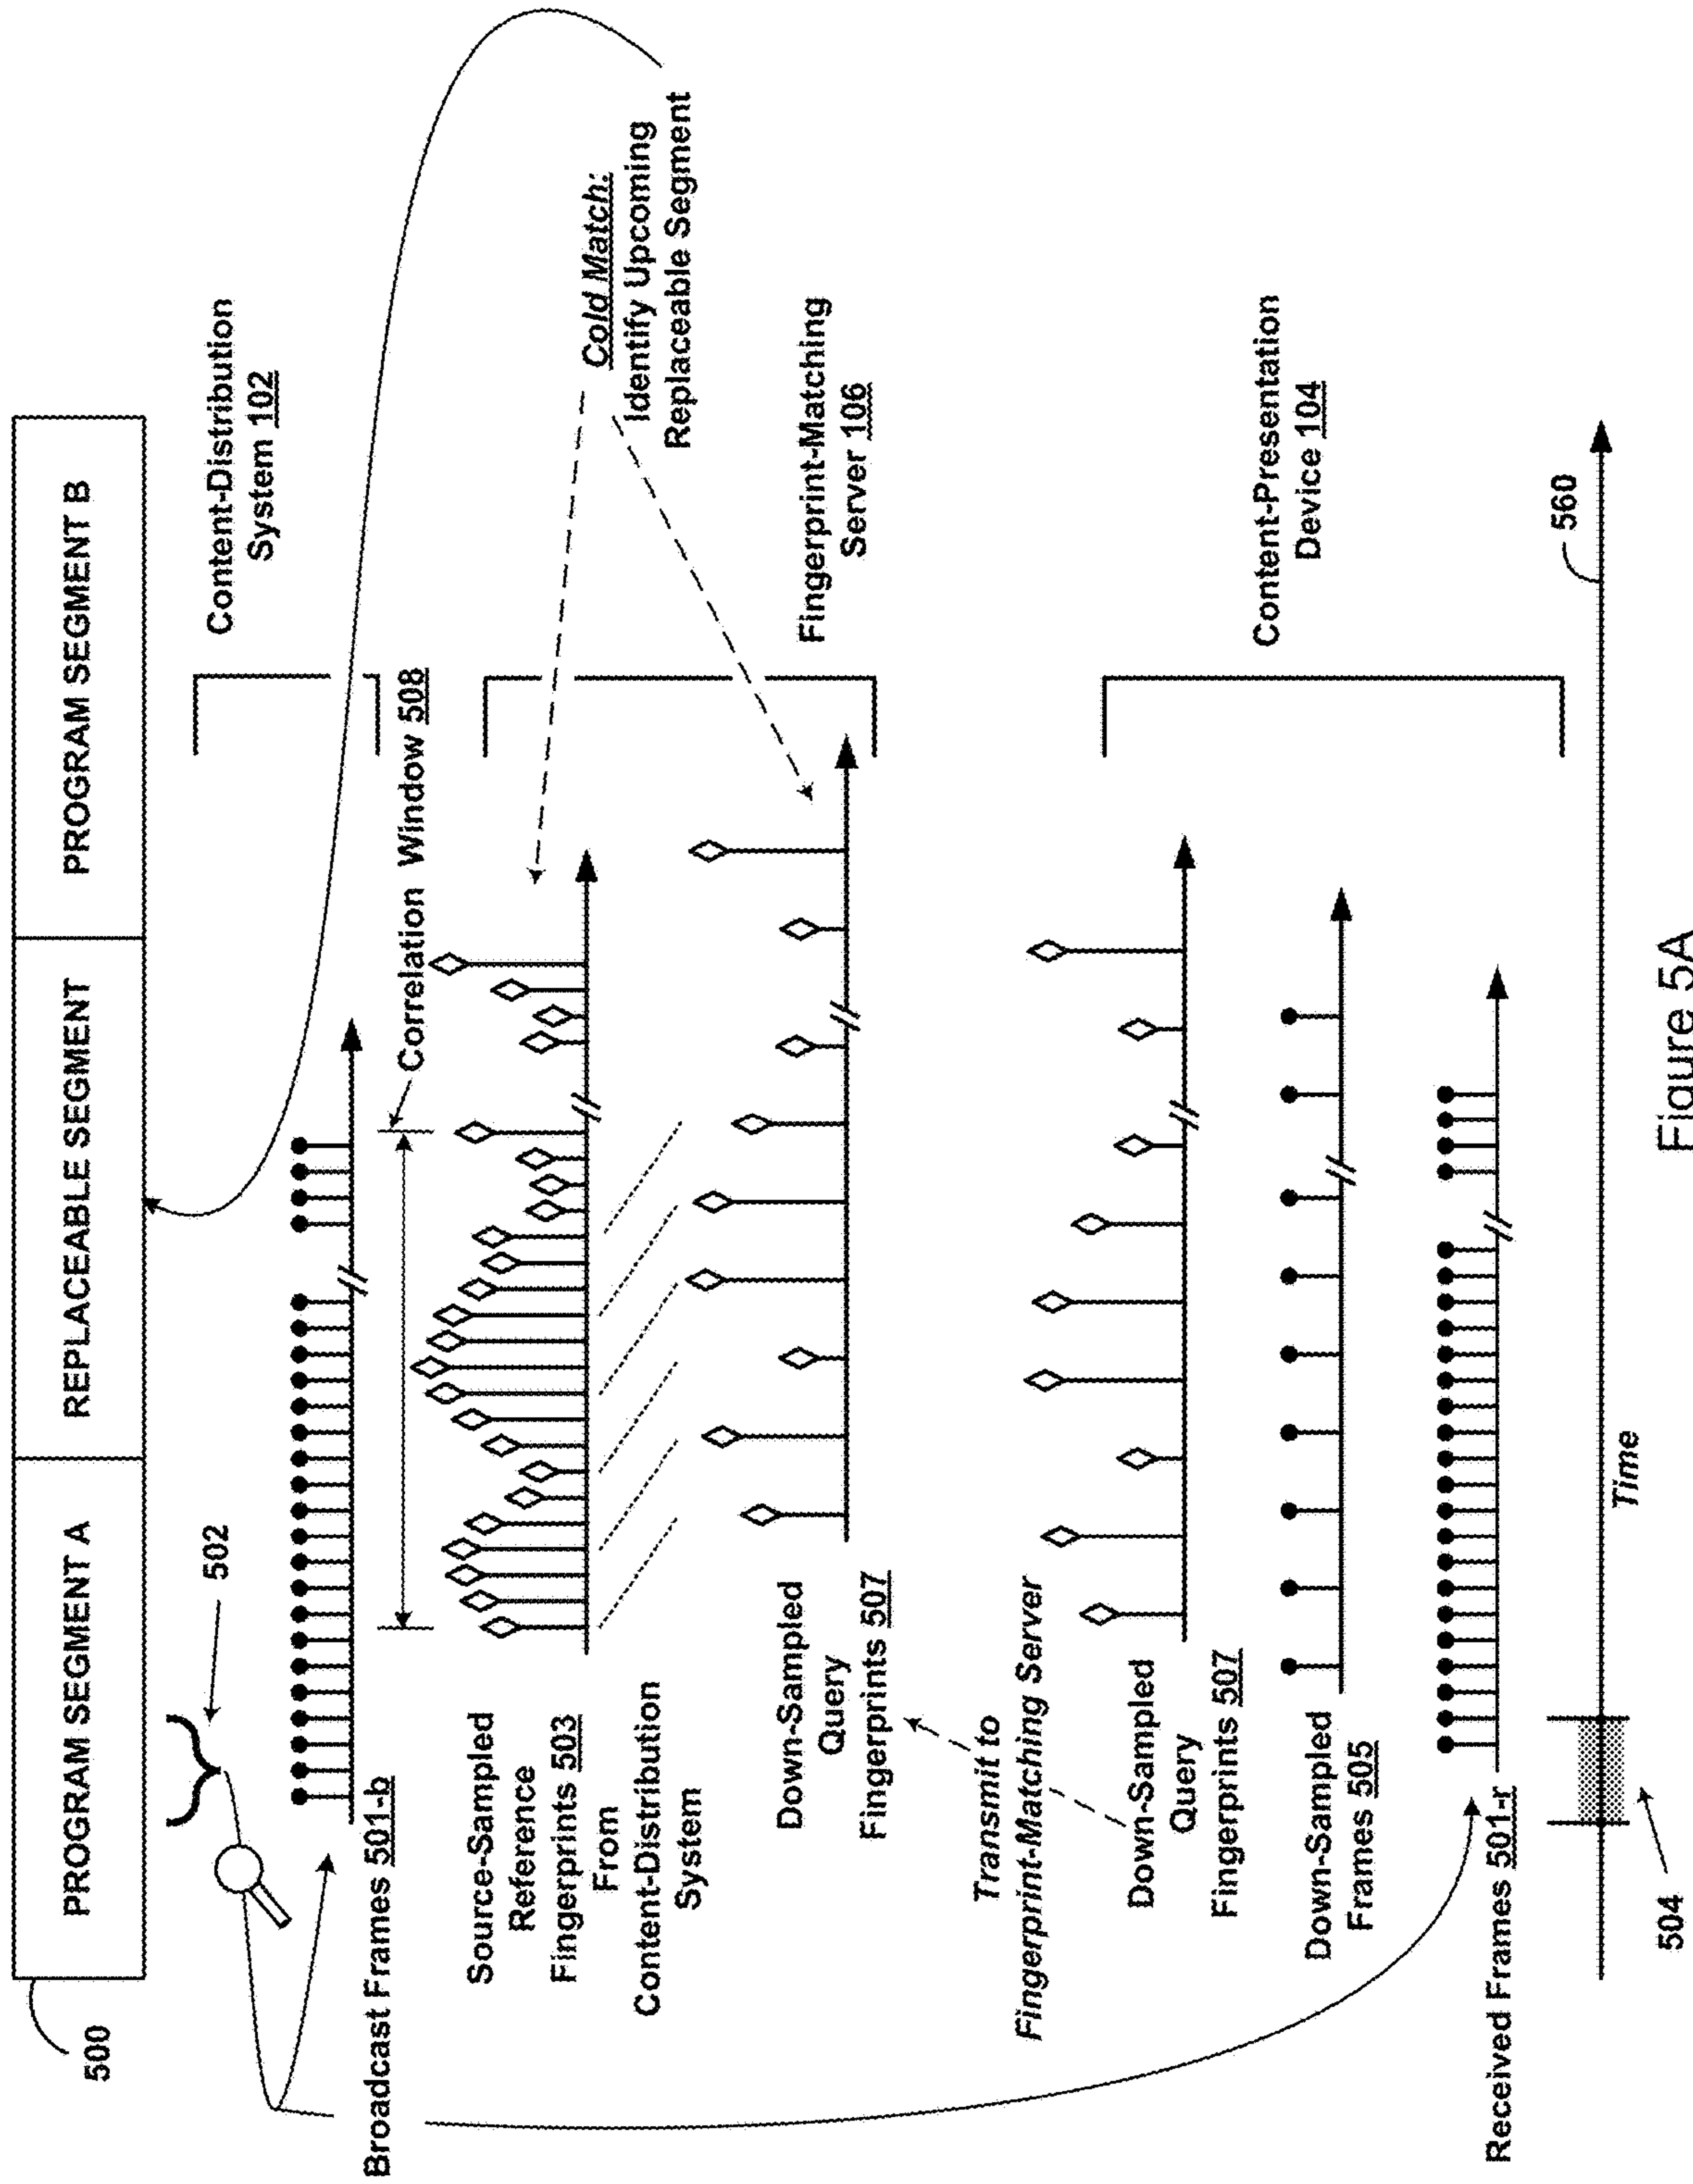 500
PROGRAM SEGMENT A
REPLACEABLE SEGMENT
PROGRAM SEGMENT B
502
Content-Distribution
System 102
Broadcast Frames 501-b
Correlation Window 508
Source-Sampled
Reference
Fingerprints 503
From
Content-Distribution
System
Cold Match:
Identify Upcoming
Replaceable Segment
Down-Sampled
Query
Fingerprints 507
Fingerprint-Matching
Server 106
Transmit to
Fingerprint-Matching Server
Down-Sampled
Query
Fingerprints 507
Content-Presentation
Device 104
Down-Sampled
Frames 505
Received Frames 501-r
560
Time
504
Figure 5A